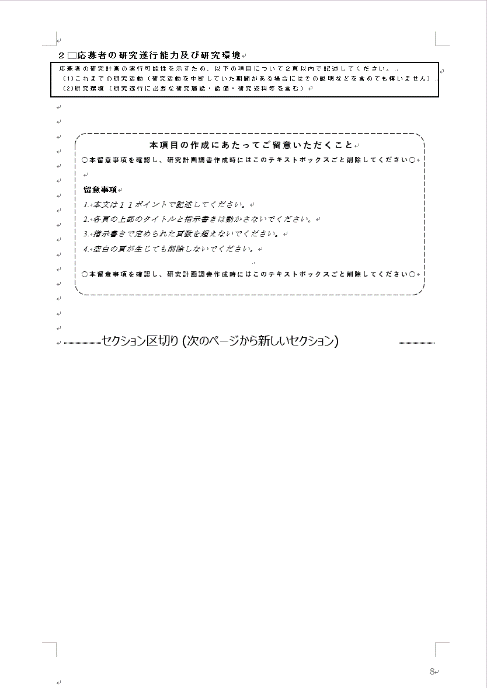 ２□応募者の研究遂行能力及び研究環境
応募者の研究計画の実行可能性を示すため、以下の項目について２頁以内で記述してください。
(1)これまでの研究活動（研究活動を中断していた期間がある場合にはその説明などを含めても構いません）
(2)研究環境（研究遂行に必要な研究施設・設備・研究資料等を含む）
本項目の作成にあたってご留意いただくこと
○本留意事項を確認し、研究計画調書作成時にはこのテキストボックスごと削除してください○
留意事項
1.本文は１１ポイントで記述してください。
2.各頁の上部のタイトルと指示書きは動かさないでください。
3.指示書きで定められた頁数を超えないでください。
4.空白の頁が生じても削除しないでください。
○本留意事項を確認し、研究計画調書作成時にはこのテキストボックスごと削除してください○
セクション区切り (次のページから新しいセクション)
8